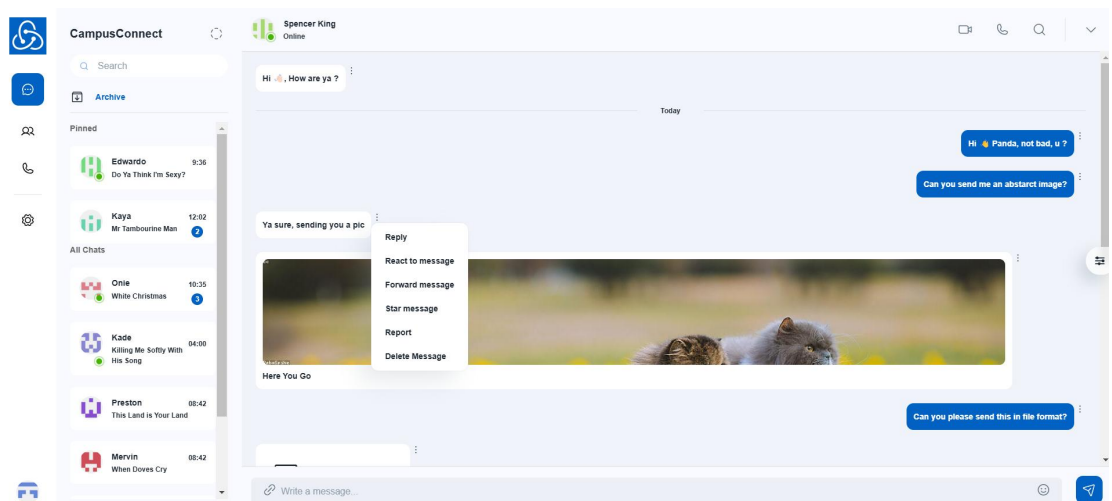 CampusConnect
Search
Archive
Pinned
Edwardo 9:36
Do Ya Think I'm Sexy?
Kaya 12:02
Mr Tambourine Man 2
All Chats
Onie 10:35
White Christmas 3
Kade 04:00
Killing Me Softly With
His Song
Preston 08:42
This Land is Your Land
Mervin 08:42
When Doves Cry
Spencer King
Online
Hi 👋🏻, How are ya ?
Today
Hi 👋 Panda, not bad, u ?
Can you send me an abstarct image?
Ya sure, sending you a pic
Reply
React to message
Forward message
Star message
Report
Delete Message
Here You Go
Can you please send this in file format?
Write a message...